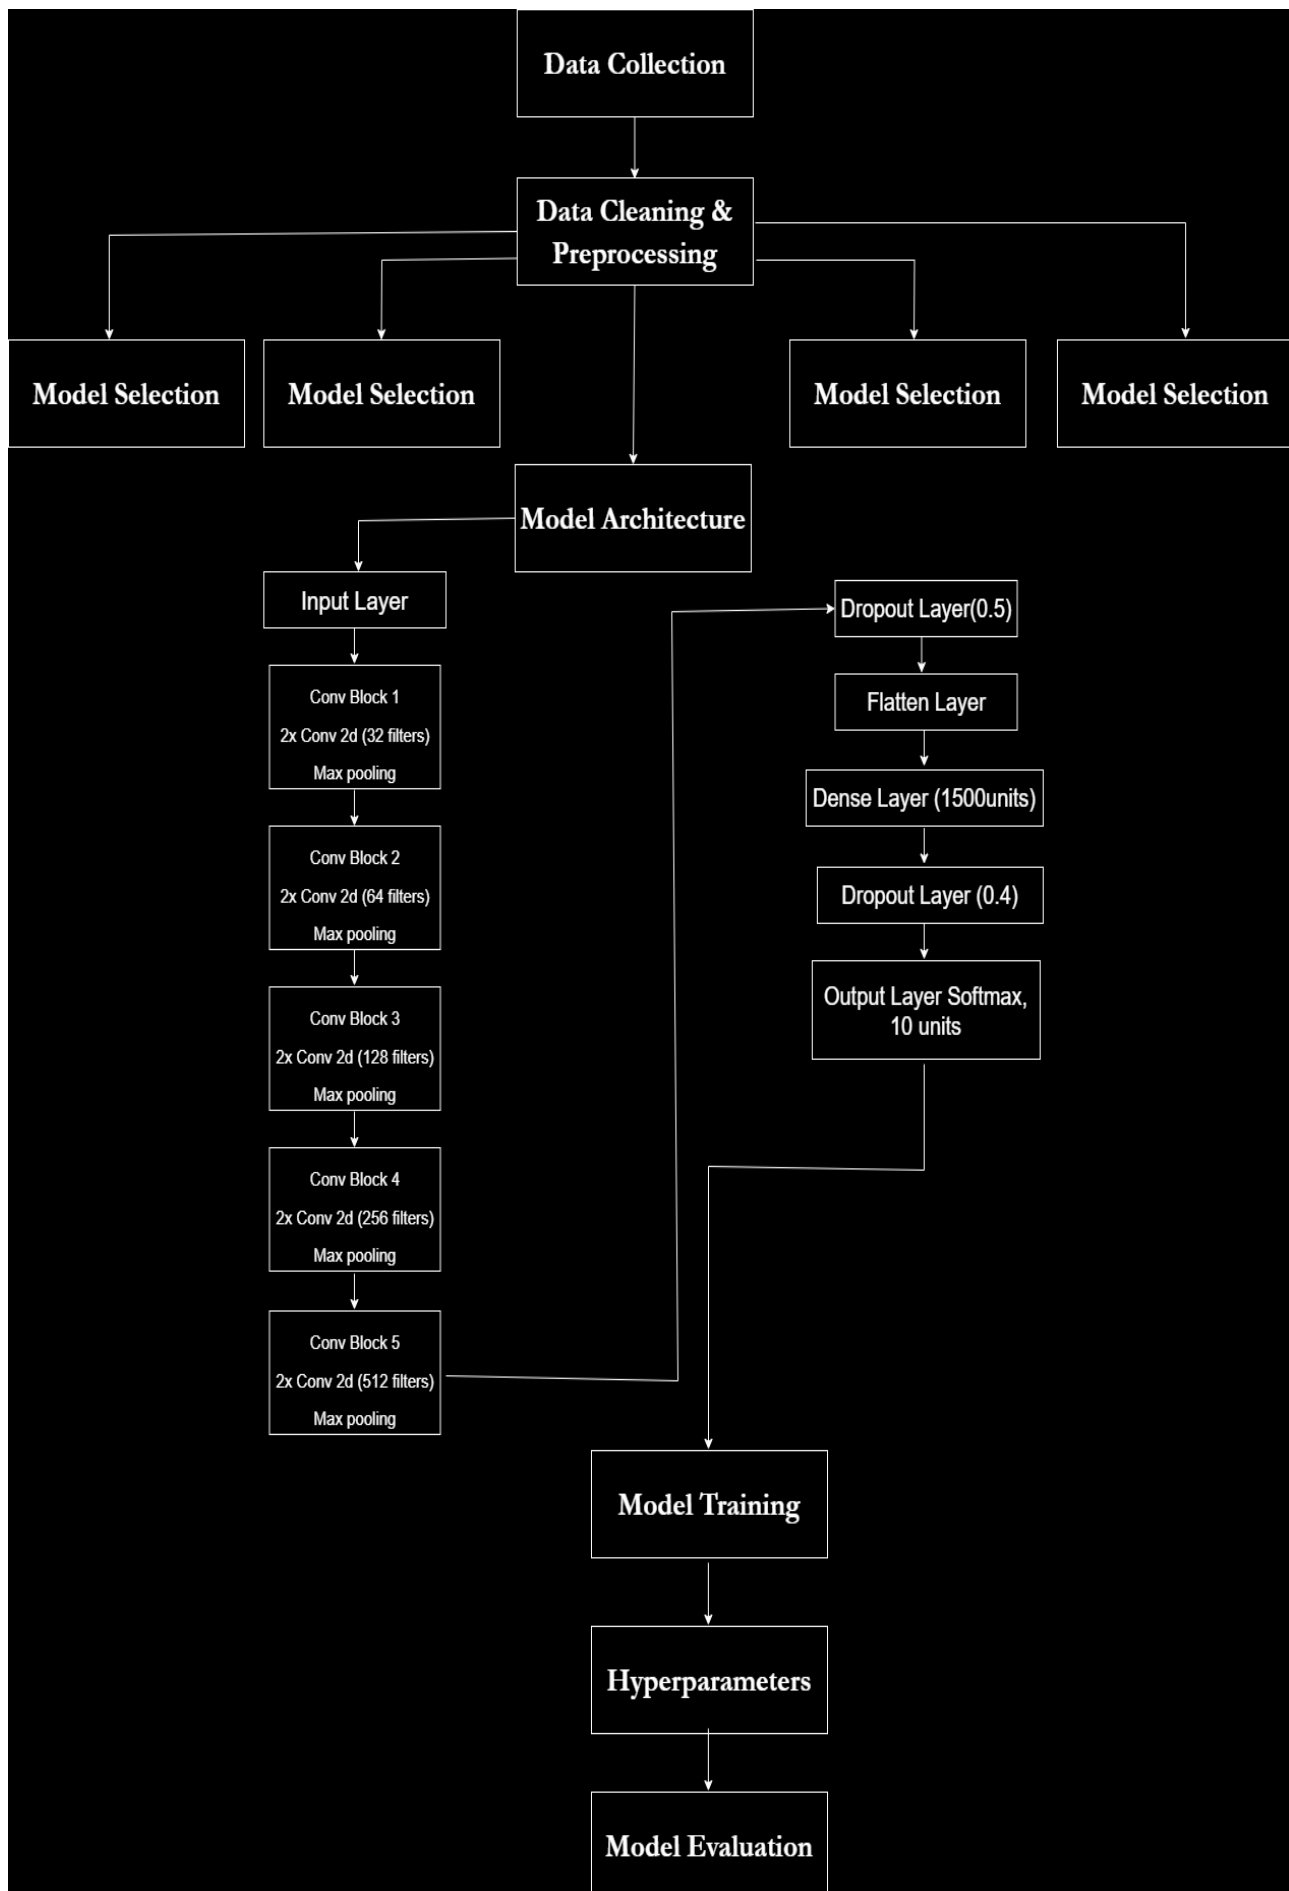 Data Collection
Data Cleaning &
Preprocessing
Model Selection
Model Selection
Model Selection
Model Selection
Model Architecture
Input Layer
Conv Block 1
2x Conv 2d (32 filters)
Max pooling
Conv Block 2
2x Conv 2d (64 filters)
Max pooling
Conv Block 3
2x Conv 2d (128 filters)
Max pooling
Conv Block 4
2x Conv 2d (256 filters)
Max pooling
Conv Block 5
2x Conv 2d (512 filters)
Max pooling
Dropout Layer(0.5)
Flatten Layer
Dense Layer (1500units)
Dropout Layer (0.4)
Output Layer Softmax,
10 units
Model Training
Hyperparameters
Model Evaluation